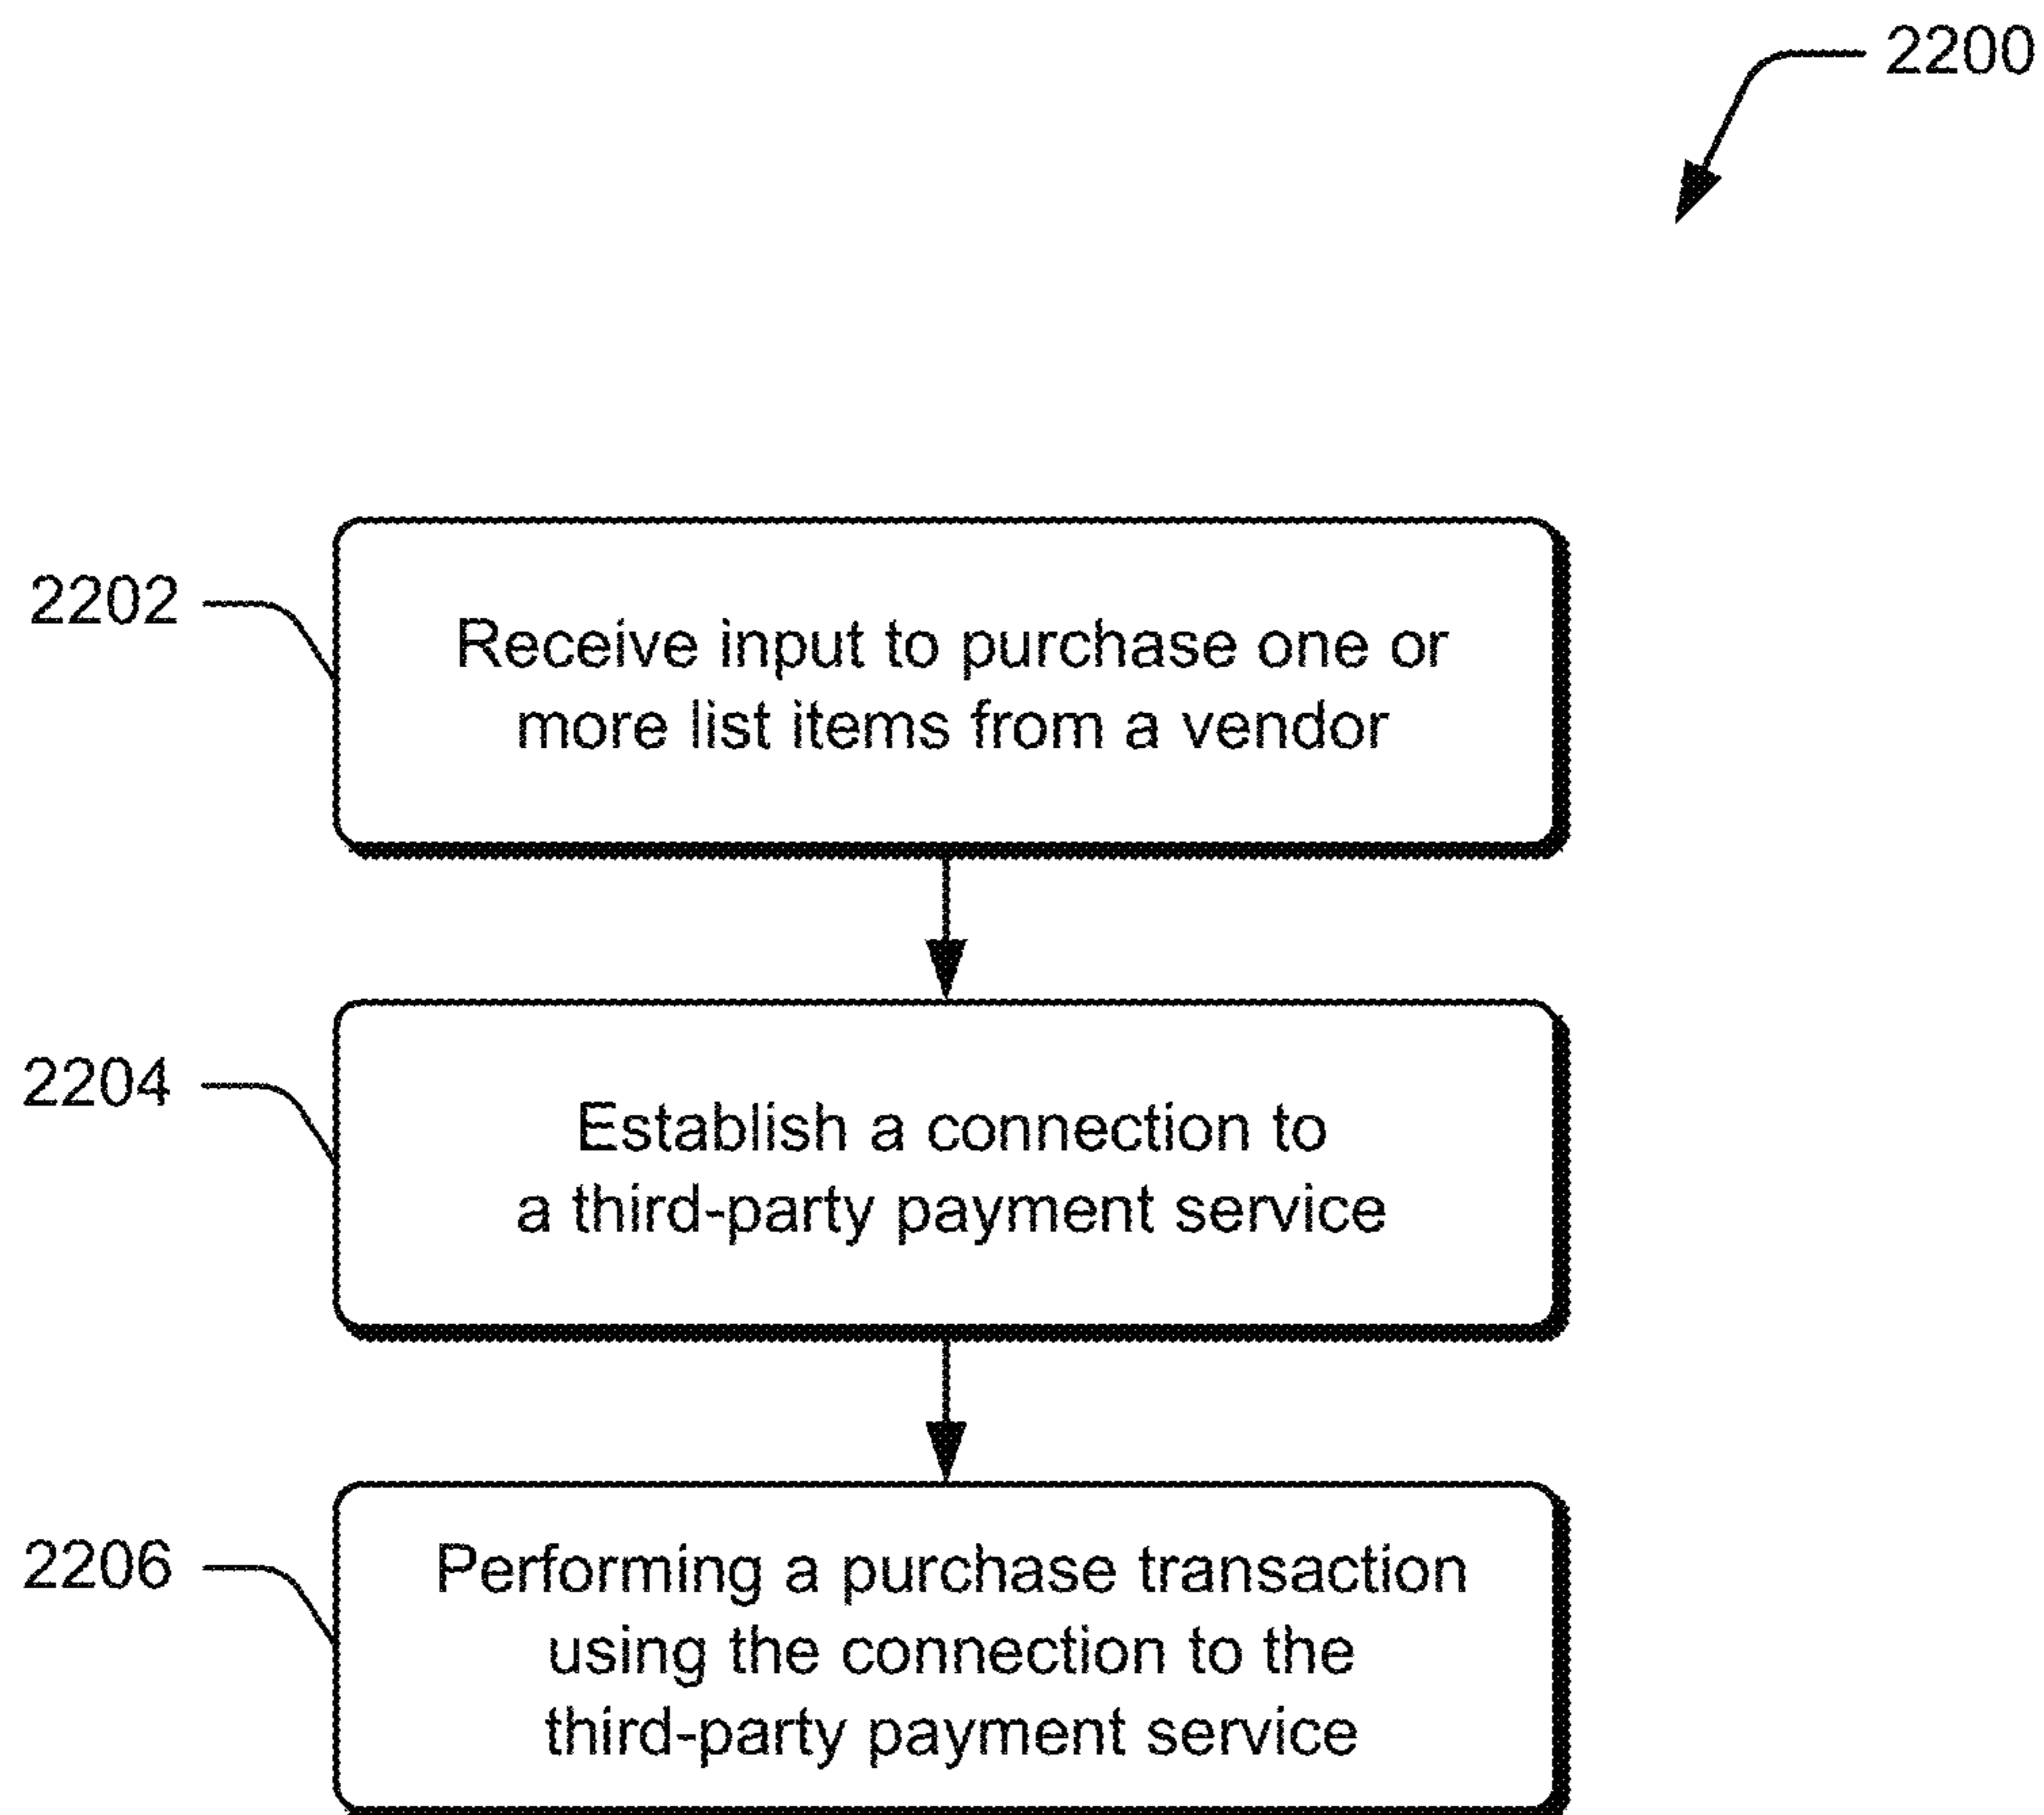 2200
2202
Receive input to purchase one or
more list items from a vendor
2204
Establish a connection to
a third-party payment service
2206
Performing a purchase transaction
using the connection to the
third-party payment service